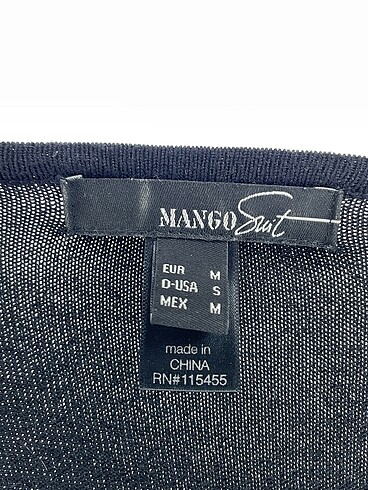 MANGO Suit
EUR M
D-USA S
MEX M
made in
CHINA
RN#115455